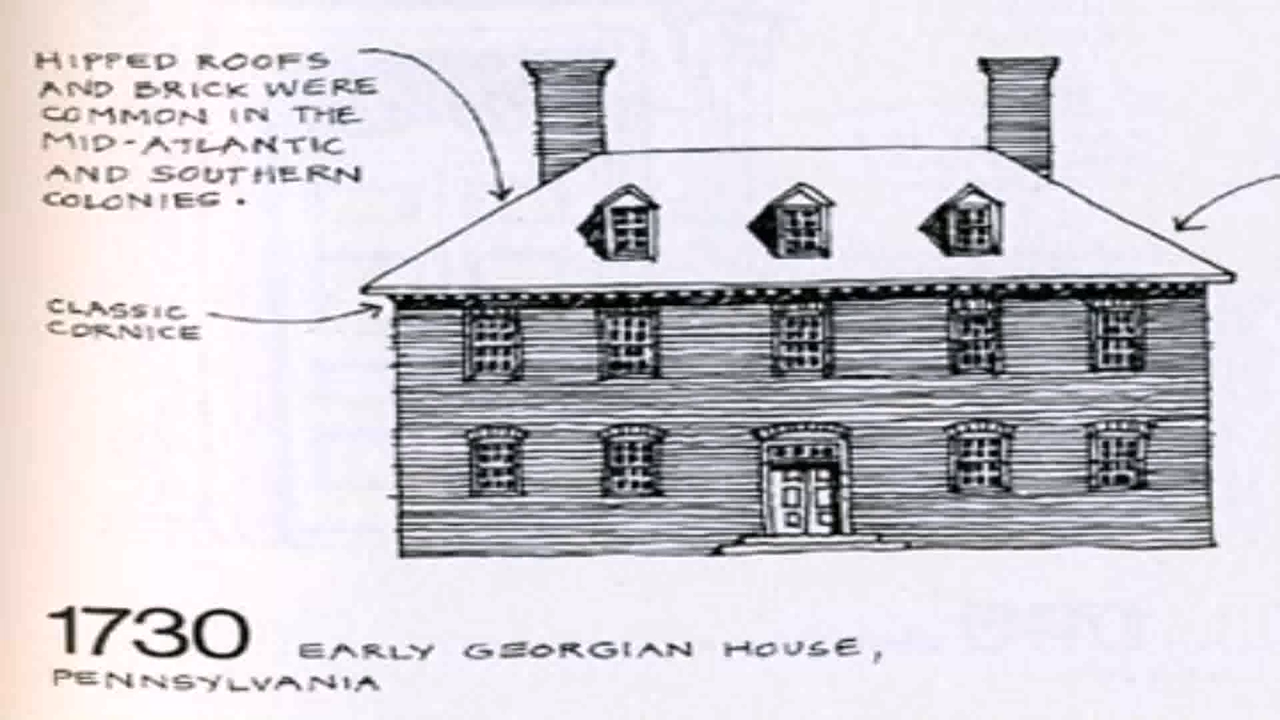 HIPPED ROOFS
AND BRICK WERE
COMMON IN THE
MID-ATLANTIC
AND SOUTHERN
COLONIES.
CLASSIC
CORNICE
1730 EARLY GEORGIAN HOUSE,
PENNSYLVANIA